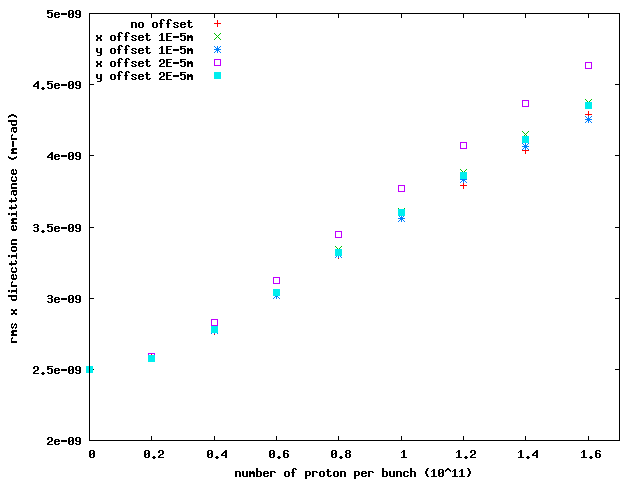 5e-09
no offset
x offset 1E-5m
y offset 1E-5m
x offset 2E-5m
y offset 2E-5m
4.5e-09
4e-09
3.5e-09
3e-09
2.5e-09
2e-09
rms x direction emittance (m-rad)
0 0.2 0.4 0.6 0.8 1 1.2 1.4 1.6
number of proton per bunch (10^11)